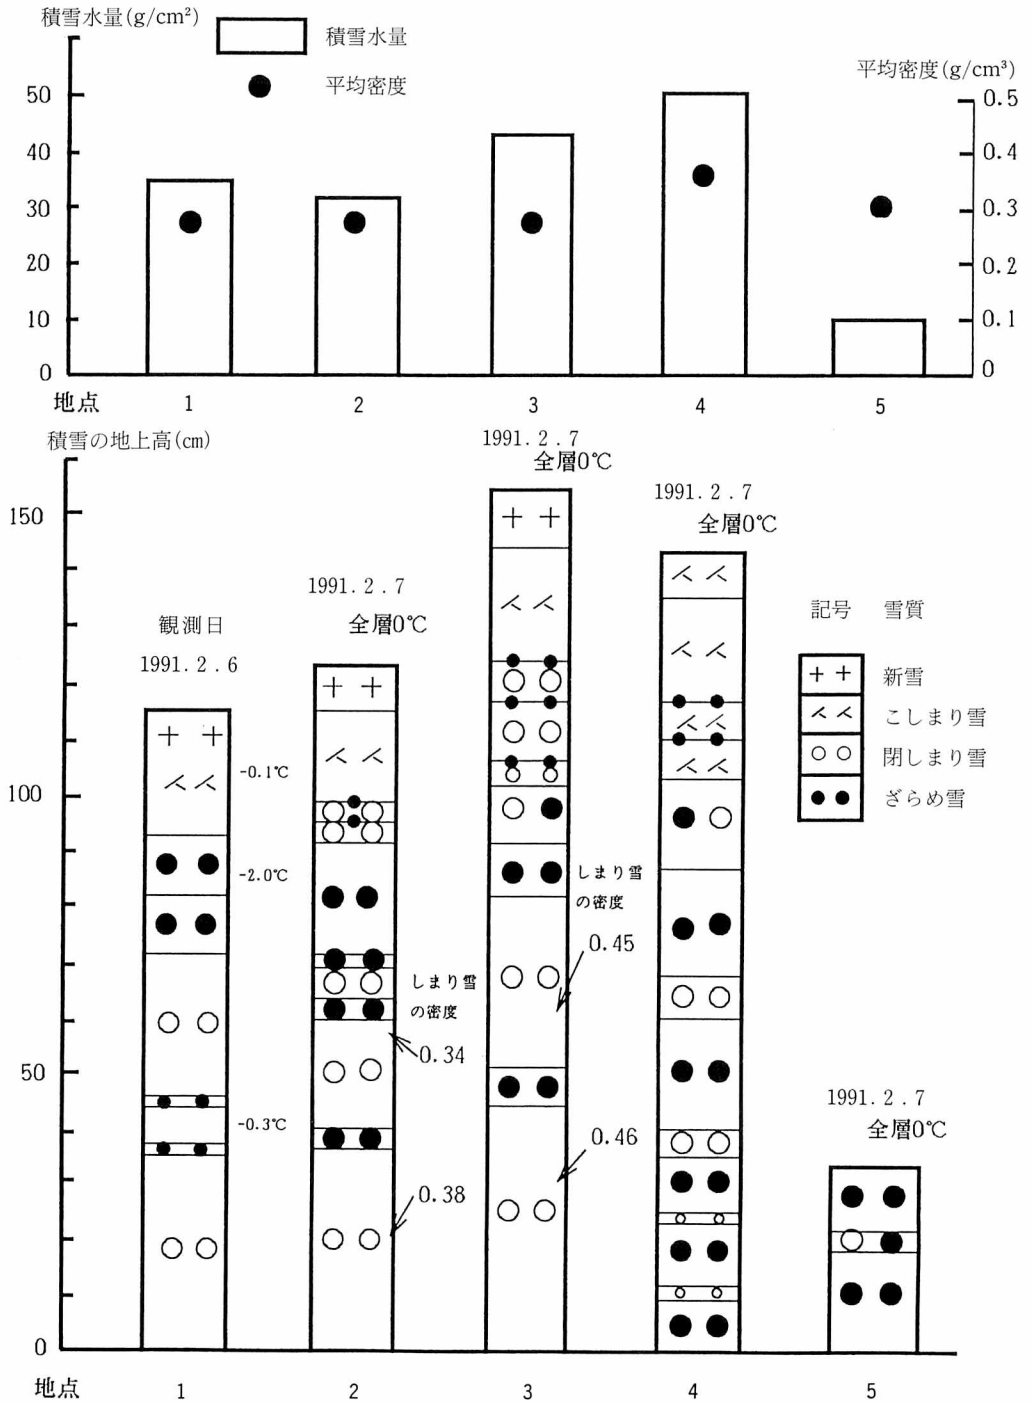 積雪水量(g/cm²)
積雪水量
平均密度
平均密度(g/cm³)
50
40
30
20
10
0
0.5
0.4
0.3
0.2
0.1
0
地点 1 2 3 4 5
積雪の地上高(cm)
150
100
50
0
観測日
1991.2.6
-0.1℃
-2.0℃
-0.3℃
1991.2.7
全層0℃
しまり雪
の密度
0.34
0.38
1991.2.7
全層0℃
しまり雪
の密度
0.45
0.46
1991.2.7
全層0℃
1991.2.7
全層0℃
記号 雪質
新雪
こしまり雪
閉しまり雪
ざらめ雪
地点 1 2 3 4 5